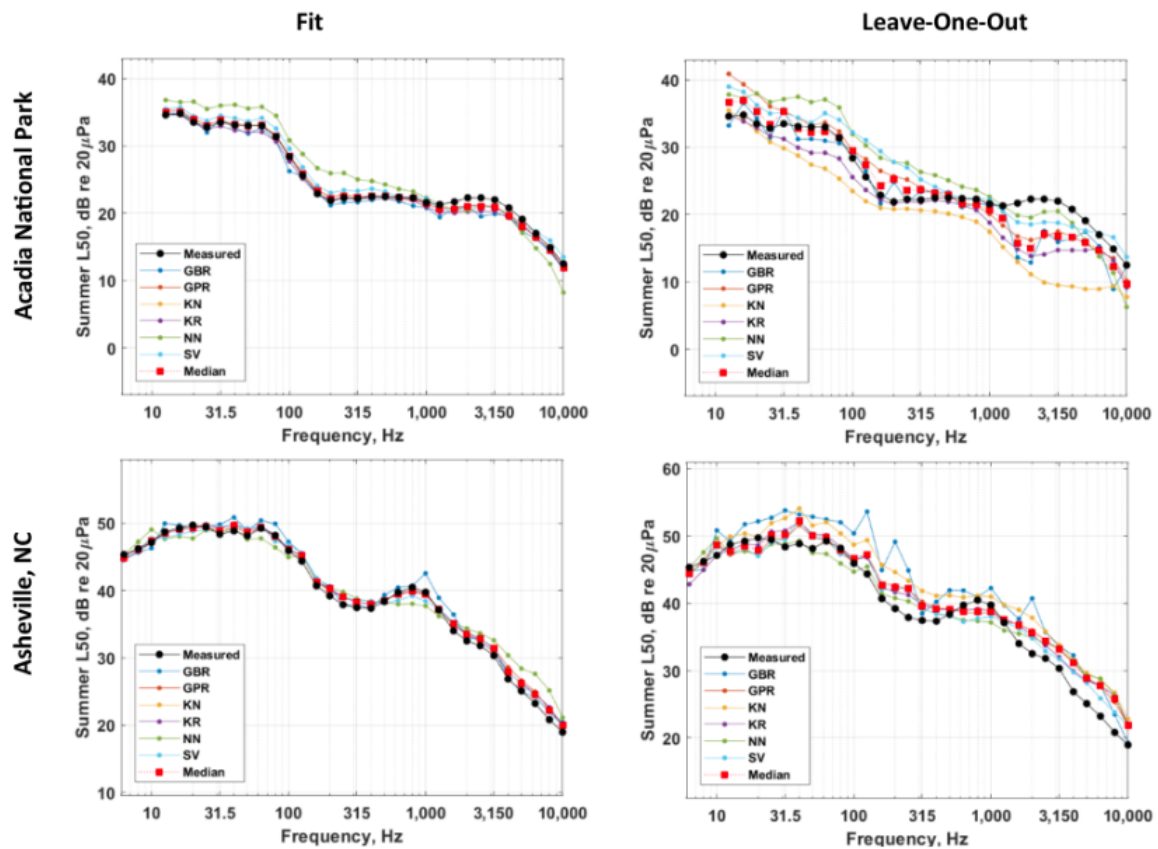 Fit
Leave-One-Out
Acadia National Park
Summer L50, dB re 20μPa
40
30
20
10
0
Measured
GBR
GPR
KN
KR
NN
SV
Median
10 31.5 100 315 1,000 3,150 10,000
Frequency, Hz
Summer L50, dB re 20μPa
40
30
20
10
0
Measured
GBR
GPR
KN
KR
NN
SV
Median
10 31.5 100 315 1,000 3,150 10,000
Frequency, Hz
Asheville, NC
Summer L50, dB re 20μPa
50
40
30
20
10
Measured
GBR
GPR
KN
KR
NN
SV
Median
10 31.5 100 315 1,000 3,150 10,000
Frequency, Hz
Summer L50, dB re 20μPa
60
50
40
30
20
Measured
GBR
GPR
KN
KR
NN
SV
Median
10 31.5 100 315 1,000 3,150 10,000
Frequency, Hz